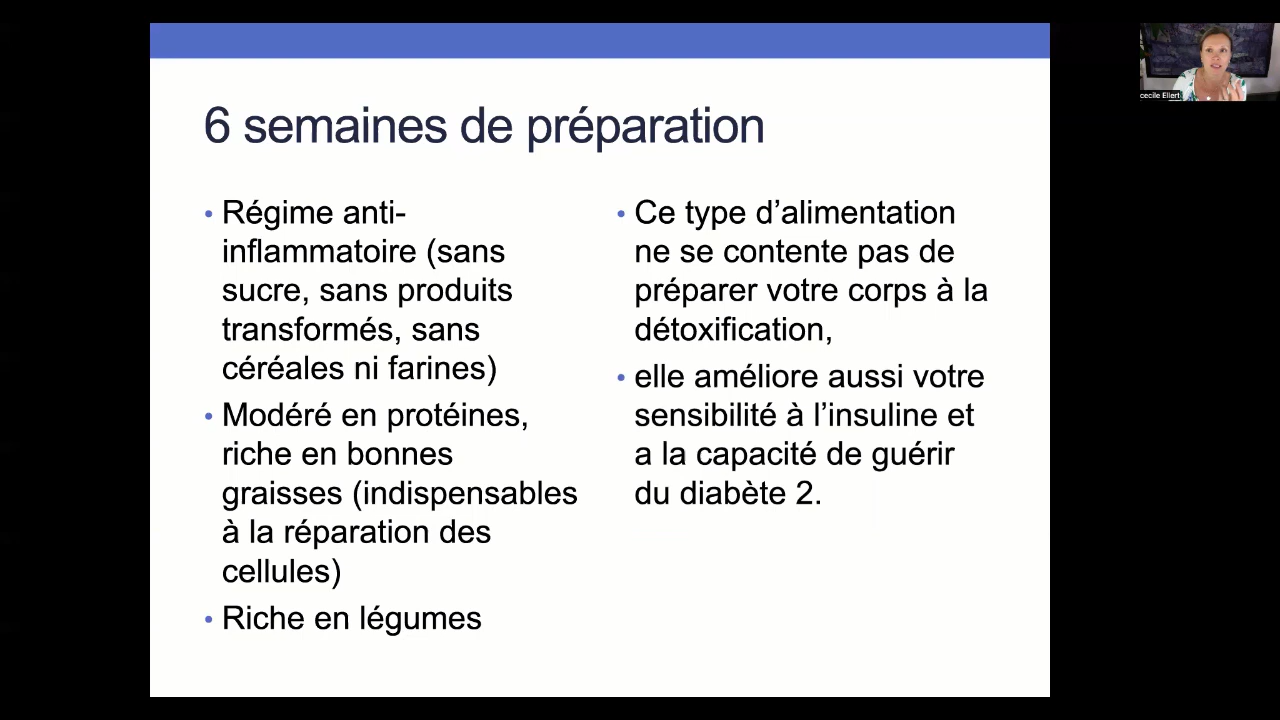 6 semaines de préparation
• Régime anti-
inflammatoire (sans
sucre, sans produits
transformés, sans
céréales ni farines)
• Modéré en protéines,
riche en bonnes
graisses (indispensables
à la réparation des
cellules)
• Riche en légumes
• Ce type d’alimentation
ne se contente pas de
préparer votre corps à la
détoxification,
• elle améliore aussi votre
sensibilité à l’insuline et
a la capacité de guérir
du diabète 2.
cecile Ellert